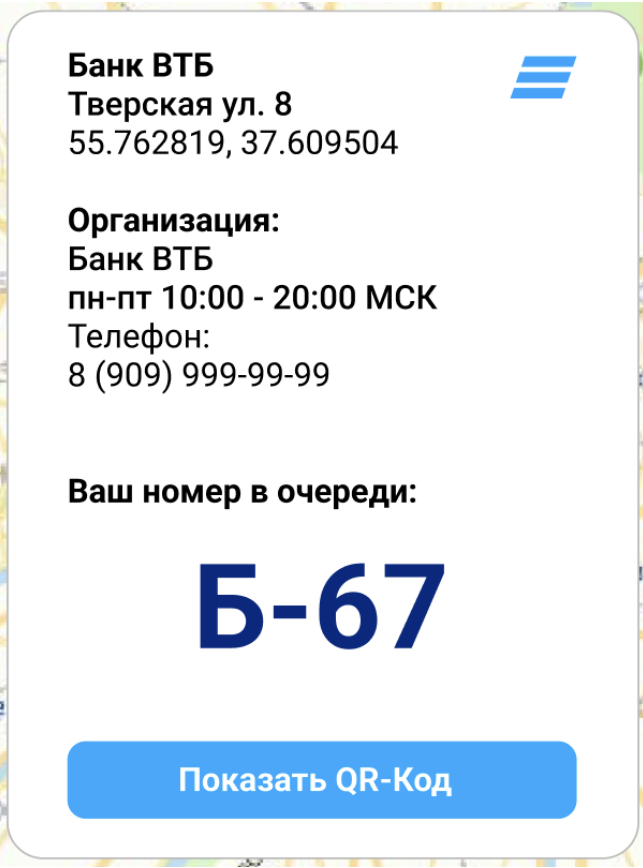 Банк ВТБ
Тверская ул. 8
55.762819, 37.609504
Организация:
Банк ВТБ
пн-пт 10:00 - 20:00 МСК
Телефон:
8 (909) 999-99-99
Ваш номер в очереди:
Б-67
Показать QR-Код